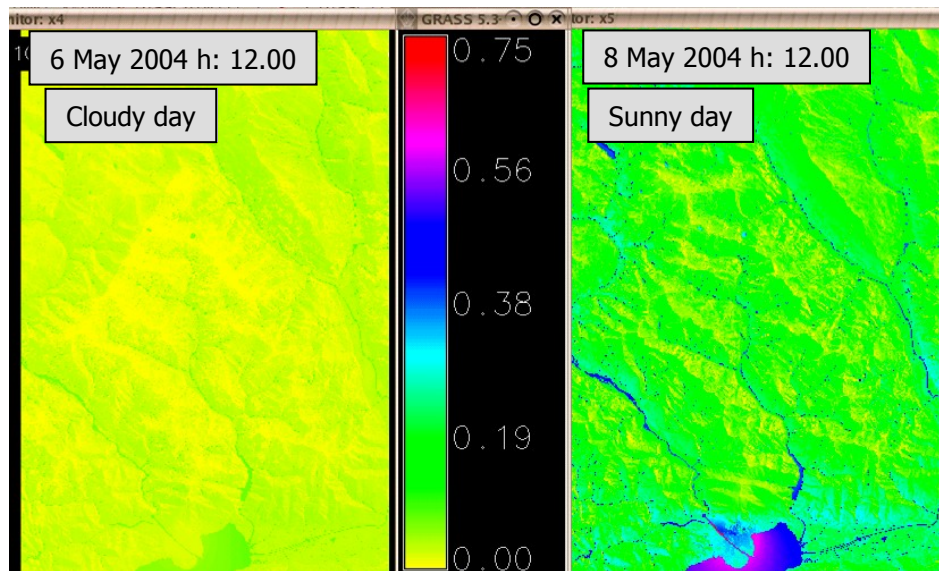 nitor: x4
6 May 2004 h: 12.00
Cloudy day
GRASS 5.3
0.75
0.56
0.38
0.19
0.00
tor: x5
8 May 2004 h: 12.00
Sunny day